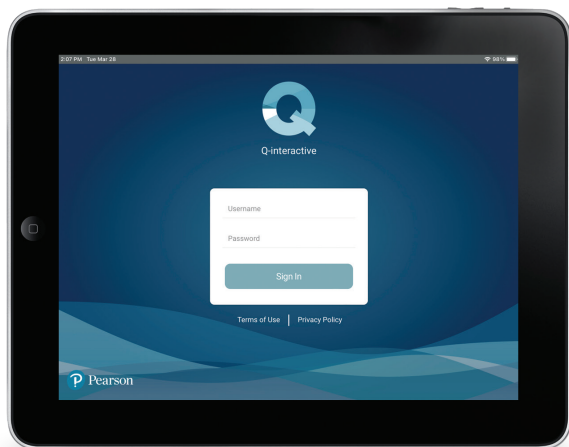 2:07 PM Tue Mar 28 98%
Q-interactive
Username
Password
Sign In
Terms of Use | Privacy Policy
Pearson